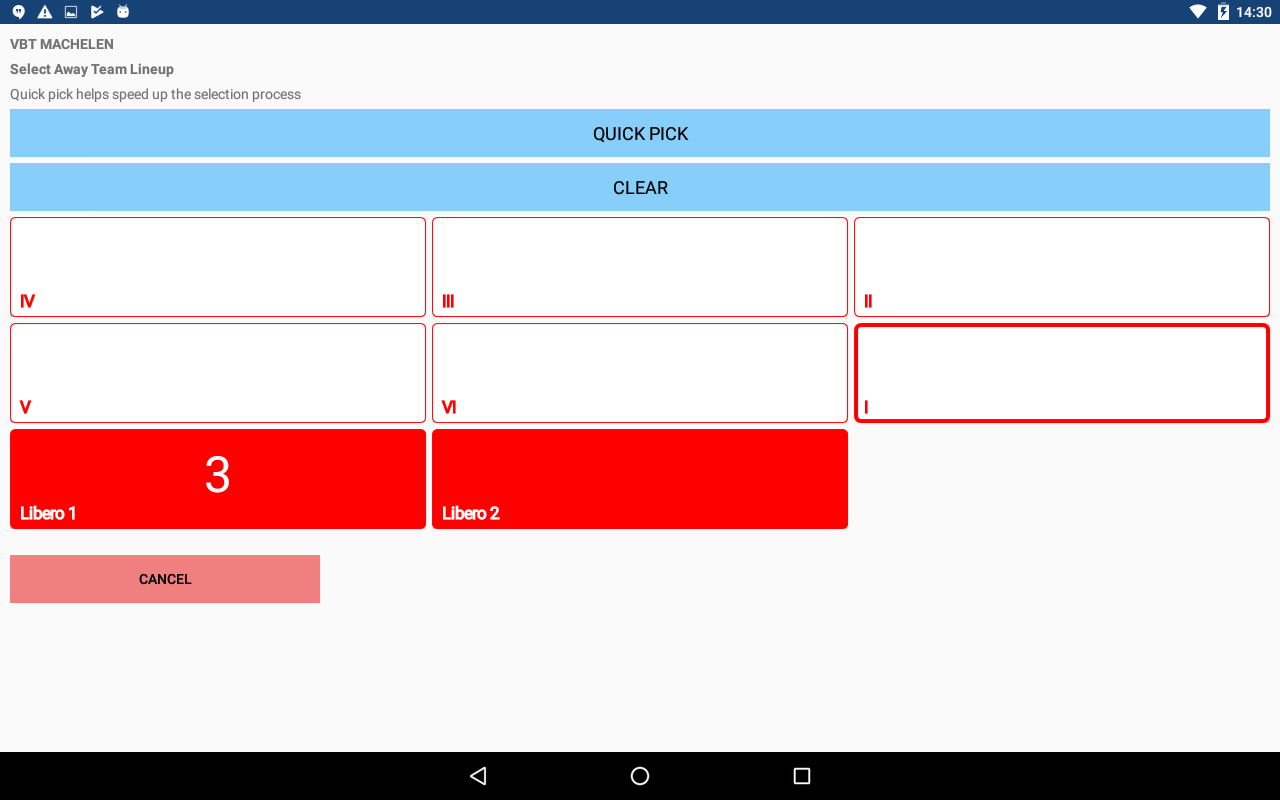 14:30
VBT MACHELEN
Select Away Team Lineup
Quick pick helps speed up the selection process
QUICK PICK
CLEAR
IV
III
II
V
VI
I
3
Libero 1
Libero 2
CANCEL